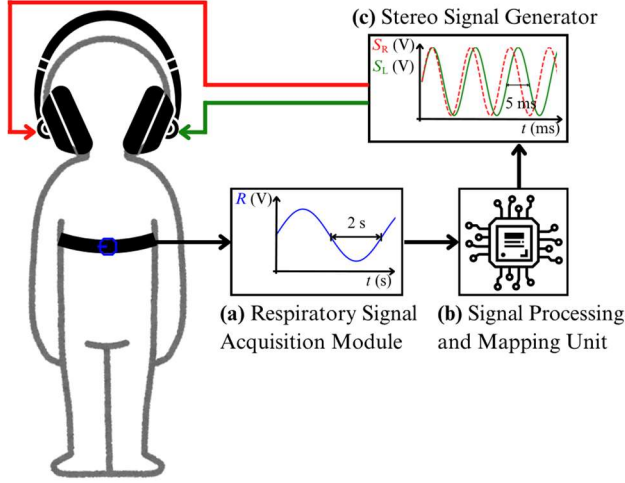 (c) Stereo Signal Generator
S_R (V)
S_L (V)
5 ms
t (ms)
R (V)
2 s
t (s)
(a) Respiratory Signal
Acquisition Module
(b) Signal Processing
and Mapping Unit